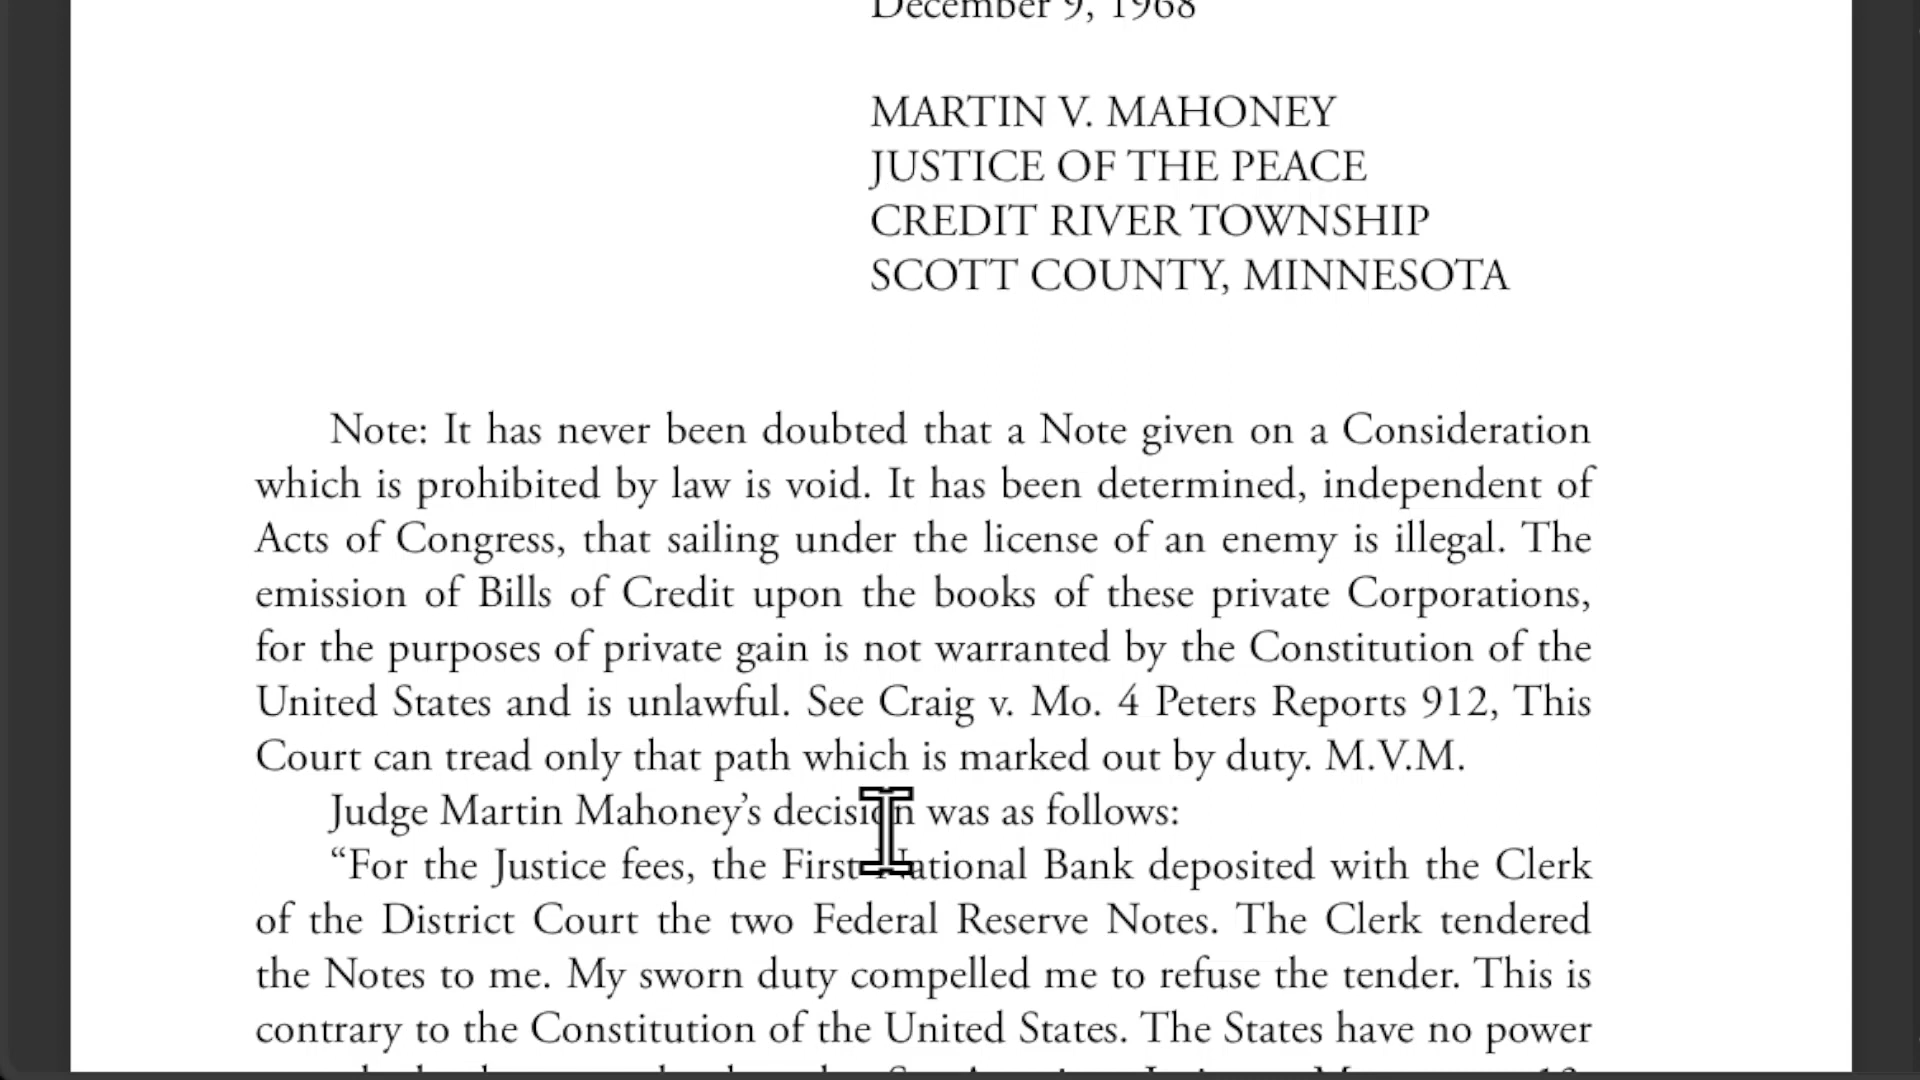 December 9, 1968
MARTIN V. MAHONEY
JUSTICE OF THE PEACE
CREDIT RIVER TOWNSHIP
SCOTT COUNTY, MINNESOTA
Note: It has never been doubted that a Note given on a Consideration
which is prohibited by law is void. It has been determined, independent of
Acts of Congress, that sailing under the license of an enemy is illegal. The
emission of Bills of Credit upon the books of these private Corporations,
for the purposes of private gain is not warranted by the Constitution of the
United States and is unlawful. See Craig v. Mo. 4 Peters Reports 912, This
Court can tread only that path which is marked out by duty. M.V.M.
Judge Martin Mahoney’s decision was as follows:
“For the Justice fees, the First National Bank deposited with the Clerk
of the District Court the two Federal Reserve Notes. The Clerk tendered
the Notes to me. My sworn duty compelled me to refuse the tender. This is
contrary to the Constitution of the United States. The States have no power